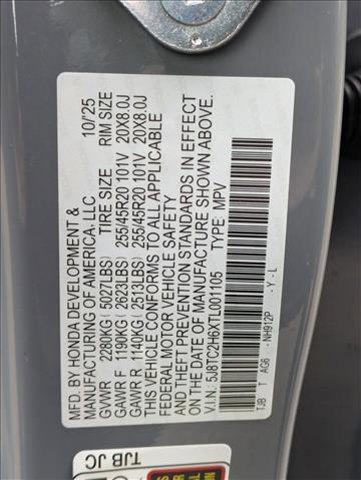 MFD. BY HONDA DEVELOPMENT &
MANUFACTURING OF AMERICA, LLC 10/25
GVWR 2280KG (5027LBS) TIRE SIZE RIM SIZE
GAWR F 1190KG (2623LBS) 255/45R20 101V 20X8.0J
GAWR R 1140KG (2513LBS) 255/45R20 101V 20X8.0J
THIS VEHICLE CONFORMS TO ALL APPLICABLE
FEDERAL MOTOR VEHICLE SAFETY
AND THEFT PREVENTION STANDARDS IN EFFECT
ON THE DATE OF MANUFACTURE SHOWN ABOVE.
V.I.N: 5J8TC2H6XTL001105 TYPE: MPV
TJB T AG6 -NH912P -Y-L
TJB JC